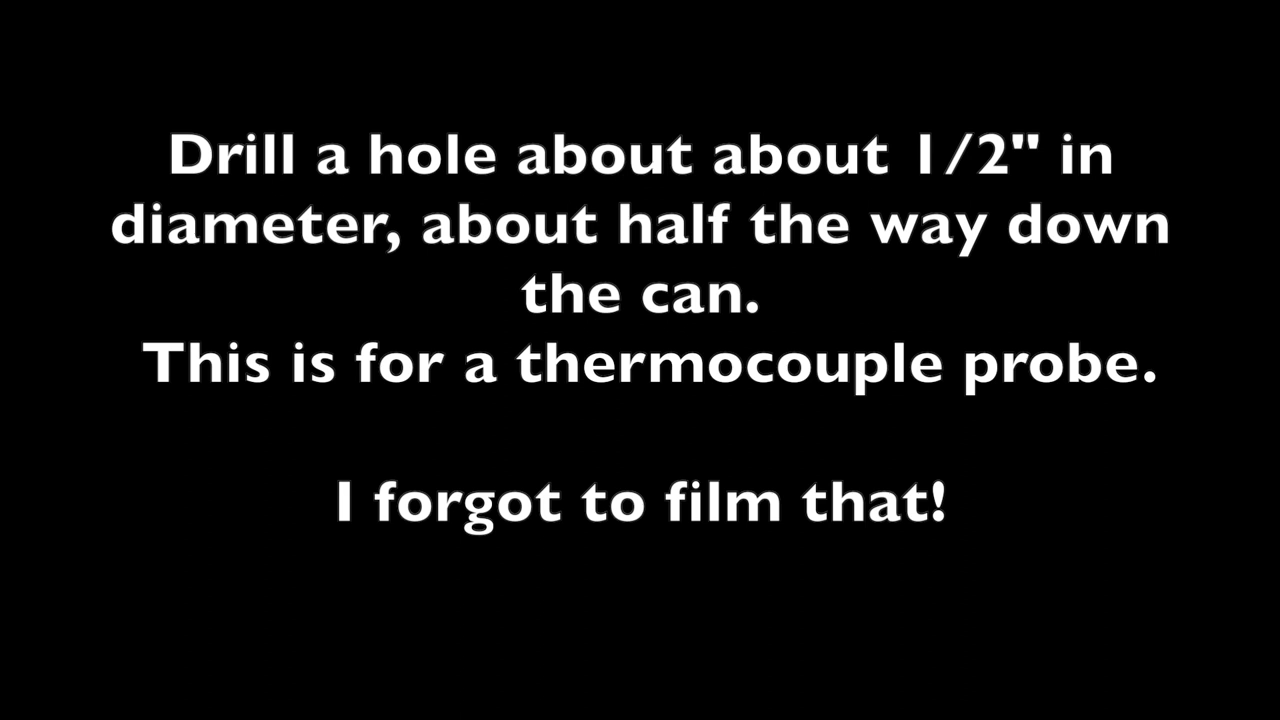 Drill a hole about about 1/2" in
diameter, about half the way down
the can.
This is for a thermocouple probe.
I forgot to film that!